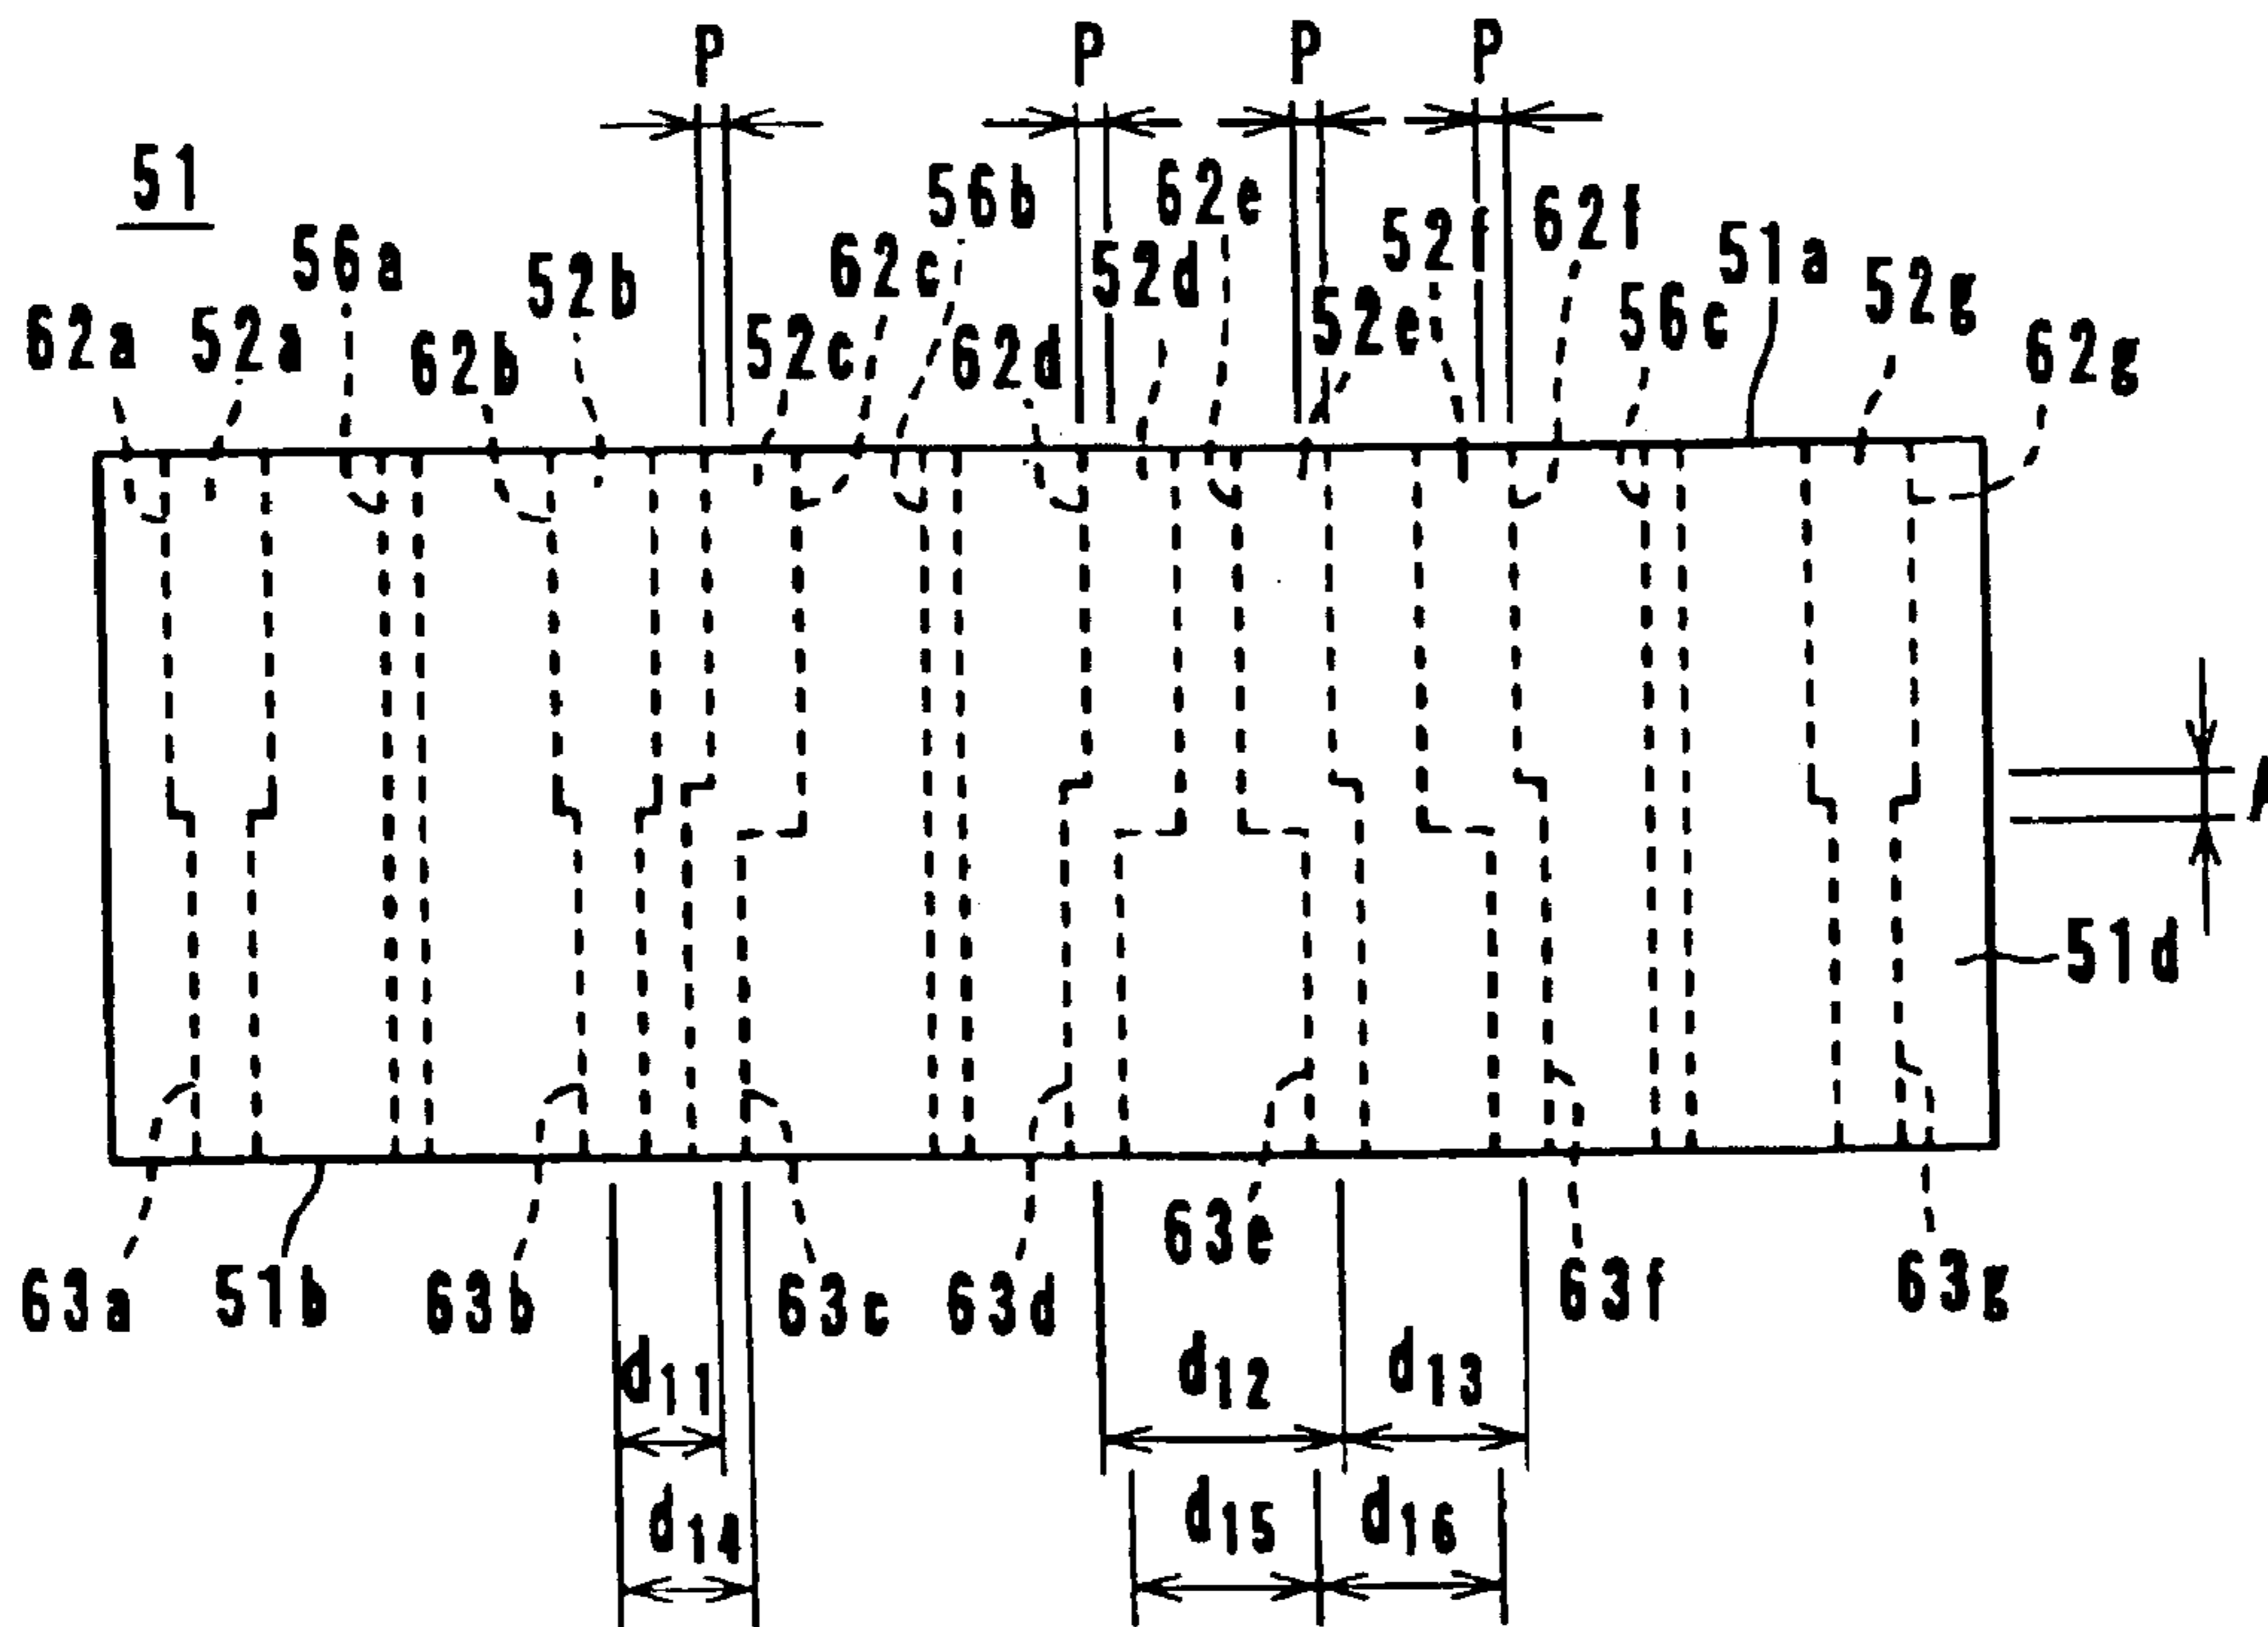 P P P P
51
56a 52b 62c 56b 52d 62e 52f 62f 51a 52g
62a 52a 62b 52c 62d 52e 56c 62g
51d
63a 51b 63b 63c 63d 63e 63f 63g
d11 d12 d13
d14 d15 d16